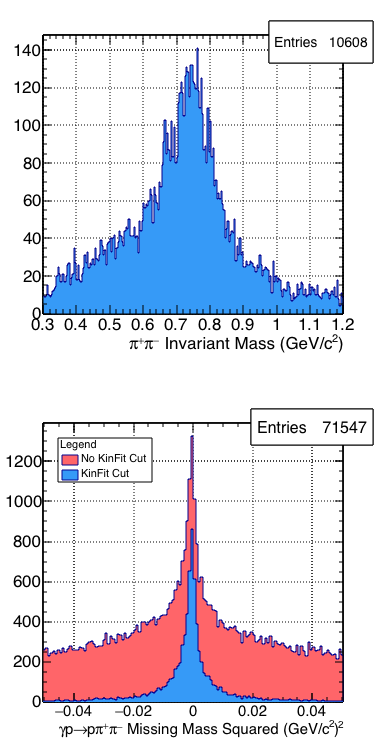 Entries 10608
140
120
100
80
60
40
20
0
0.3 0.4 0.5 0.6 0.7 0.8 0.9 1 1.1 1.2
π⁺π⁻ Invariant Mass (GeV/c²)
Entries 71547
Legend
No KinFit Cut
KinFit Cut
1200
1000
800
600
400
200
0
−0.04 −0.02 0 0.02 0.04
γp→pπ⁺π⁻ Missing Mass Squared (GeV/c²)²